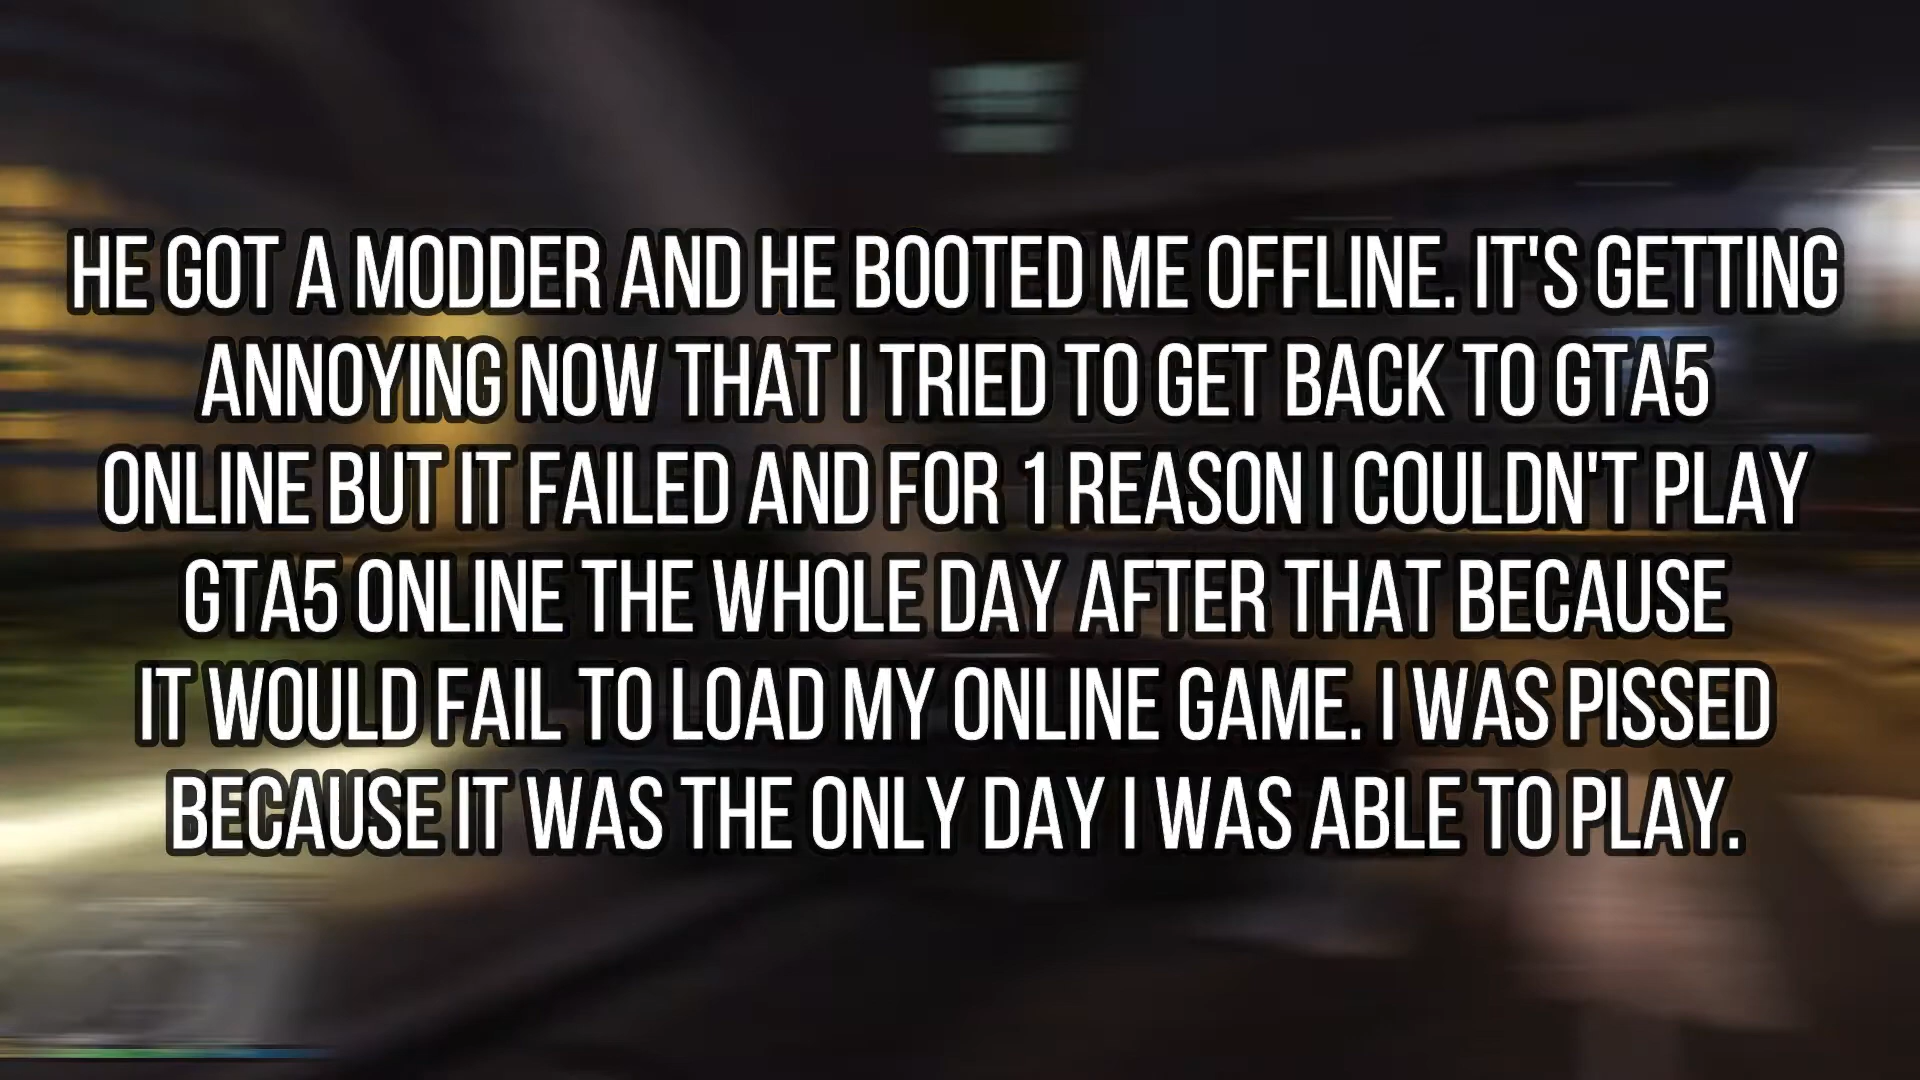 HE GOT A MODDER AND HE BOOTED ME OFFLINE. IT'S GETTING
ANNOYING NOW THAT I TRIED TO GET BACK TO GTA5
ONLINE BUT IT FAILED AND FOR 1 REASON I COULDN'T PLAY
GTA5 ONLINE THE WHOLE DAY AFTER THAT BECAUSE
IT WOULD FAIL TO LOAD MY ONLINE GAME. I WAS PISSED
BECAUSE IT WAS THE ONLY DAY I WAS ABLE TO PLAY.